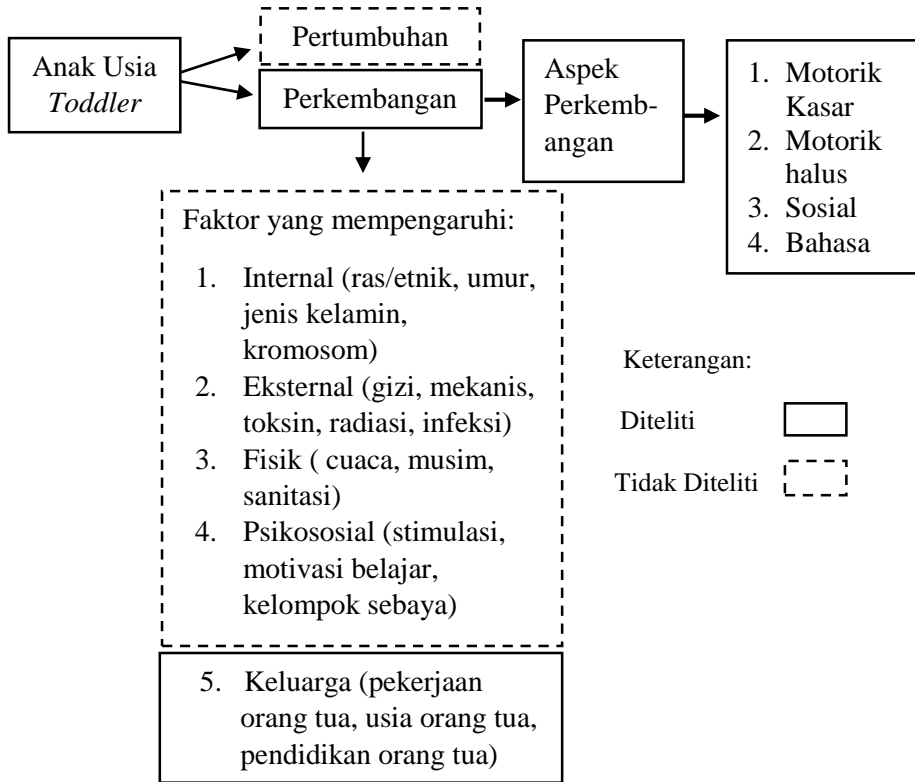 Pertumbuhan
Anak Usia
Toddler
Perkembangan
Aspek
Perkemb-
angan
1. Motorik
Kasar
2. Motorik
halus
3. Sosial
4. Bahasa
Faktor yang mempengaruhi:
1. Internal (ras/etnik, umur,
jenis kelamin,
kromosom)
2. Eksternal (gizi, mekanis,
toksin, radiasi, infeksi)
3. Fisik ( cuaca, musim,
sanitasi)
4. Psikososial (stimulasi,
motivasi belajar,
kelompok sebaya)
5. Keluarga (pekerjaan
orang tua, usia orang tua,
pendidikan orang tua)
Keterangan:
Diteliti
Tidak Diteliti